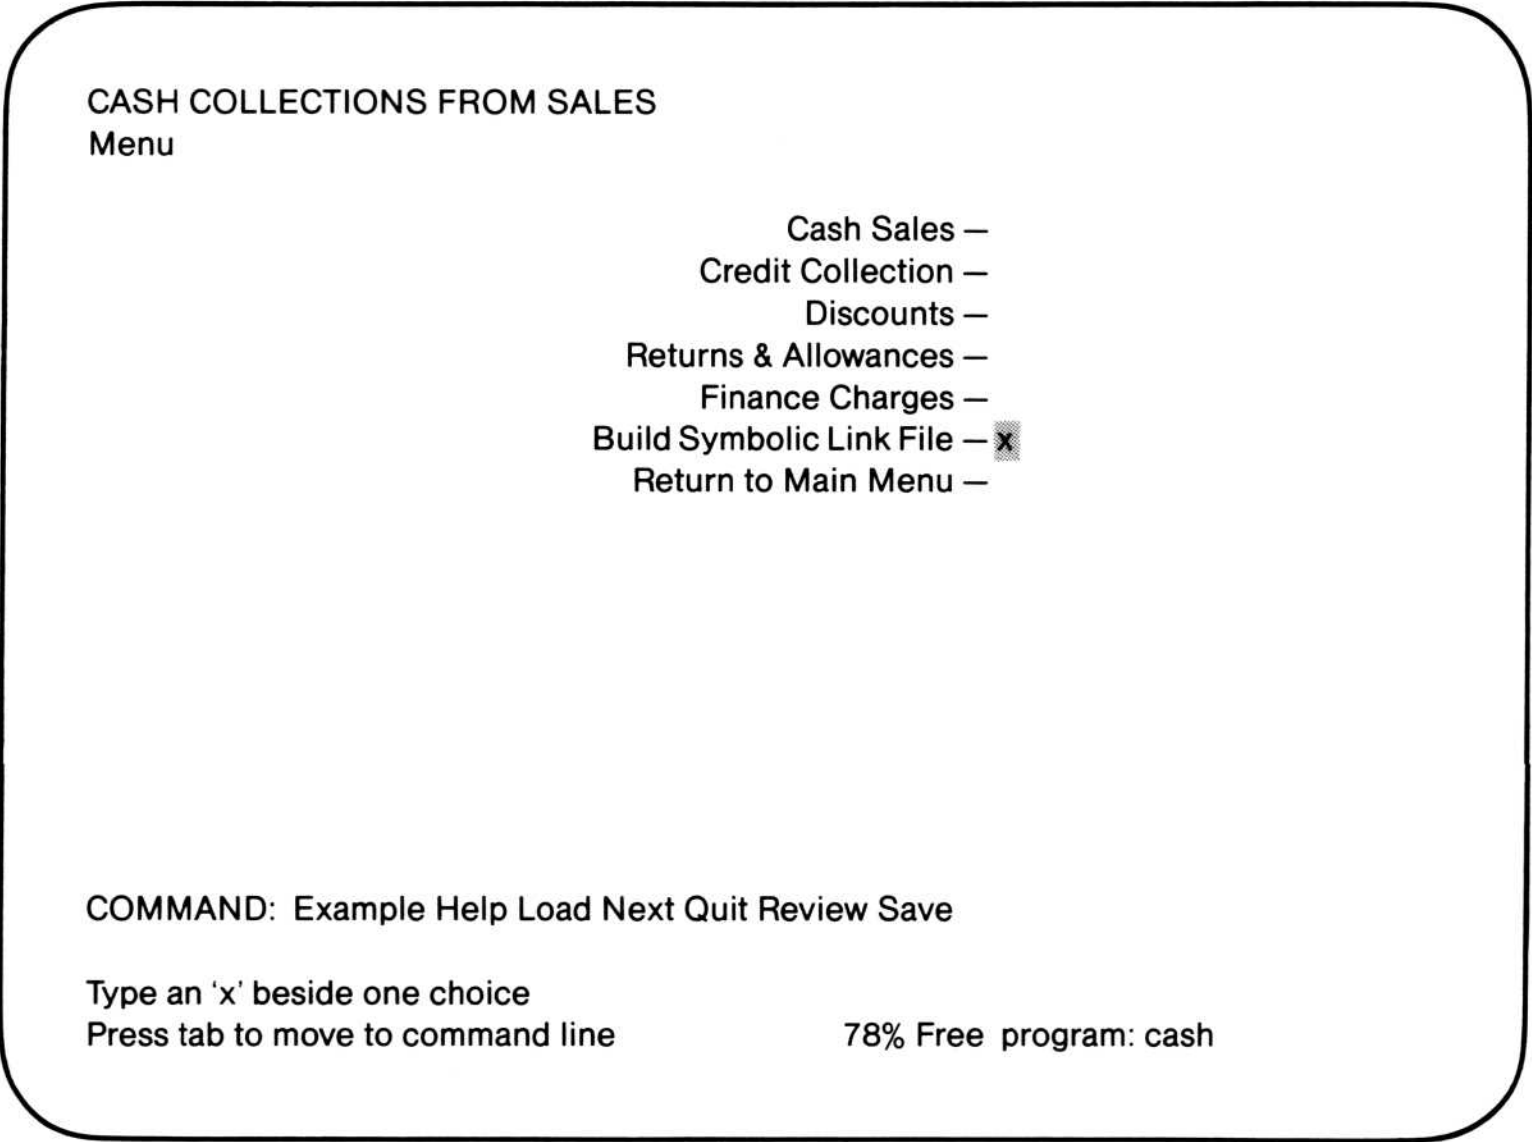 CASH COLLECTIONS FROM SALES
Menu
Cash Sales —
Credit Collection —
Discounts —
Returns & Allowances —
Finance Charges —
Build Symbolic Link File — x
Return to Main Menu —
COMMAND: Example Help Load Next Quit Review Save
Type an ‘x’ beside one choice
Press tab to move to command line 78% Free program: cash